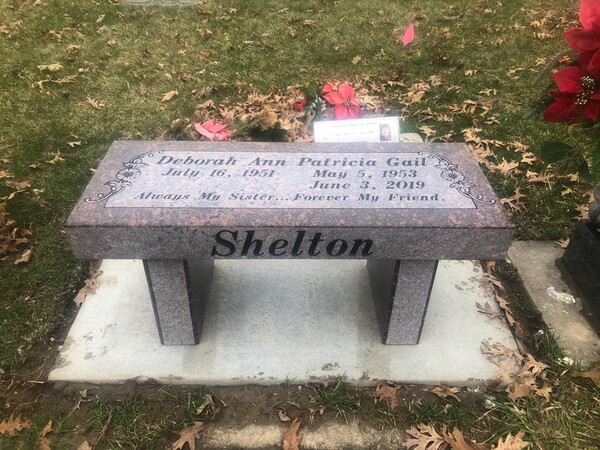 Deborah Ann Patricia Gail
July 16, 1951 May 5, 1953
June 3, 2019
Always My Sister...Forever My Friend.
Shelton